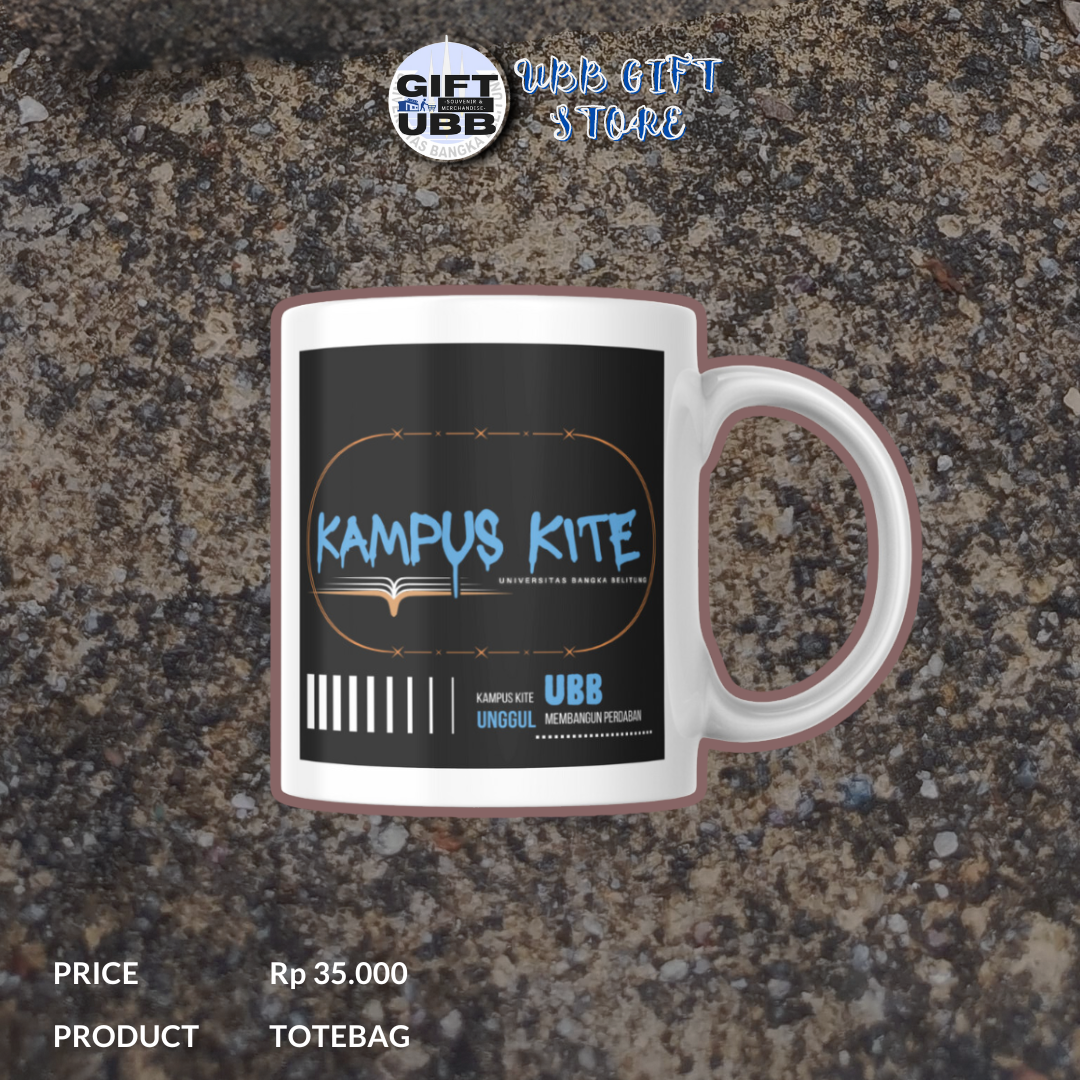 GIFT
SOUVENIR &
MERCHANDISE-
UBB
UBB GIFT
STORE
KAMPUS KITE
UNIVERSITAS BANGKA BELITUNG
KAMPUS KITE UBB
UNGGUL MEMBANGUN PERDABAN
PRICE Rp 35.000
PRODUCT TOTEBAG